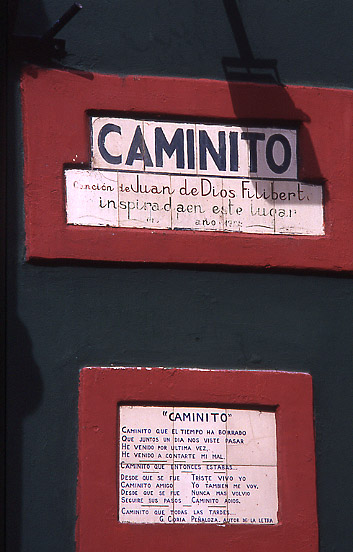 CAMINITO
Canción de Juan de Dios Filibert
inspirada en este lugar
año
"CAMINITO"
CAMINITO QUE EL TIEMPO HA BORRADO
QUE JUNTOS UN DIA NOS VISTE PASAR
HE VENIDO POR ULTIMA VEZ,
HE VENIDO A CONTARTE MI MAL.
CAMINITO QUE ENTONCES ESTABAS...
DESDE QUE SE FUE TRISTE VIVO YO
CAMINITO AMIGO YO TAMBIEN ME VOY,
DESDE QUE SE FUE NUNCA MAS VOLVIO
SEGUIRE SUS PASOS CAMINITO ADIOS.
CAMINITO QUE TODAS LAS TARDES...
G. CORIA PEÑALOZA, AUTOR DE LA LETRA